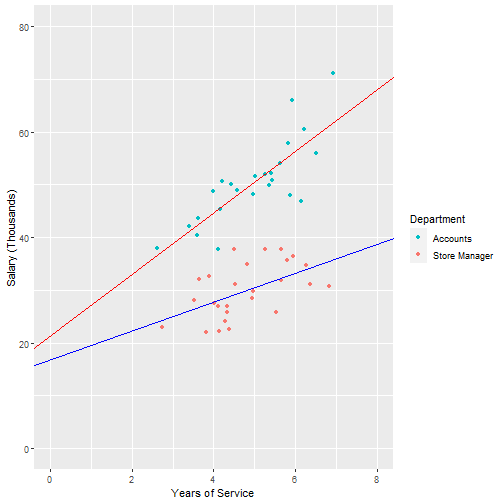 80
60
40
20
0
0 2 4 6 8
Salary (Thousands)
Years of Service
Department
Accounts
Store Manager